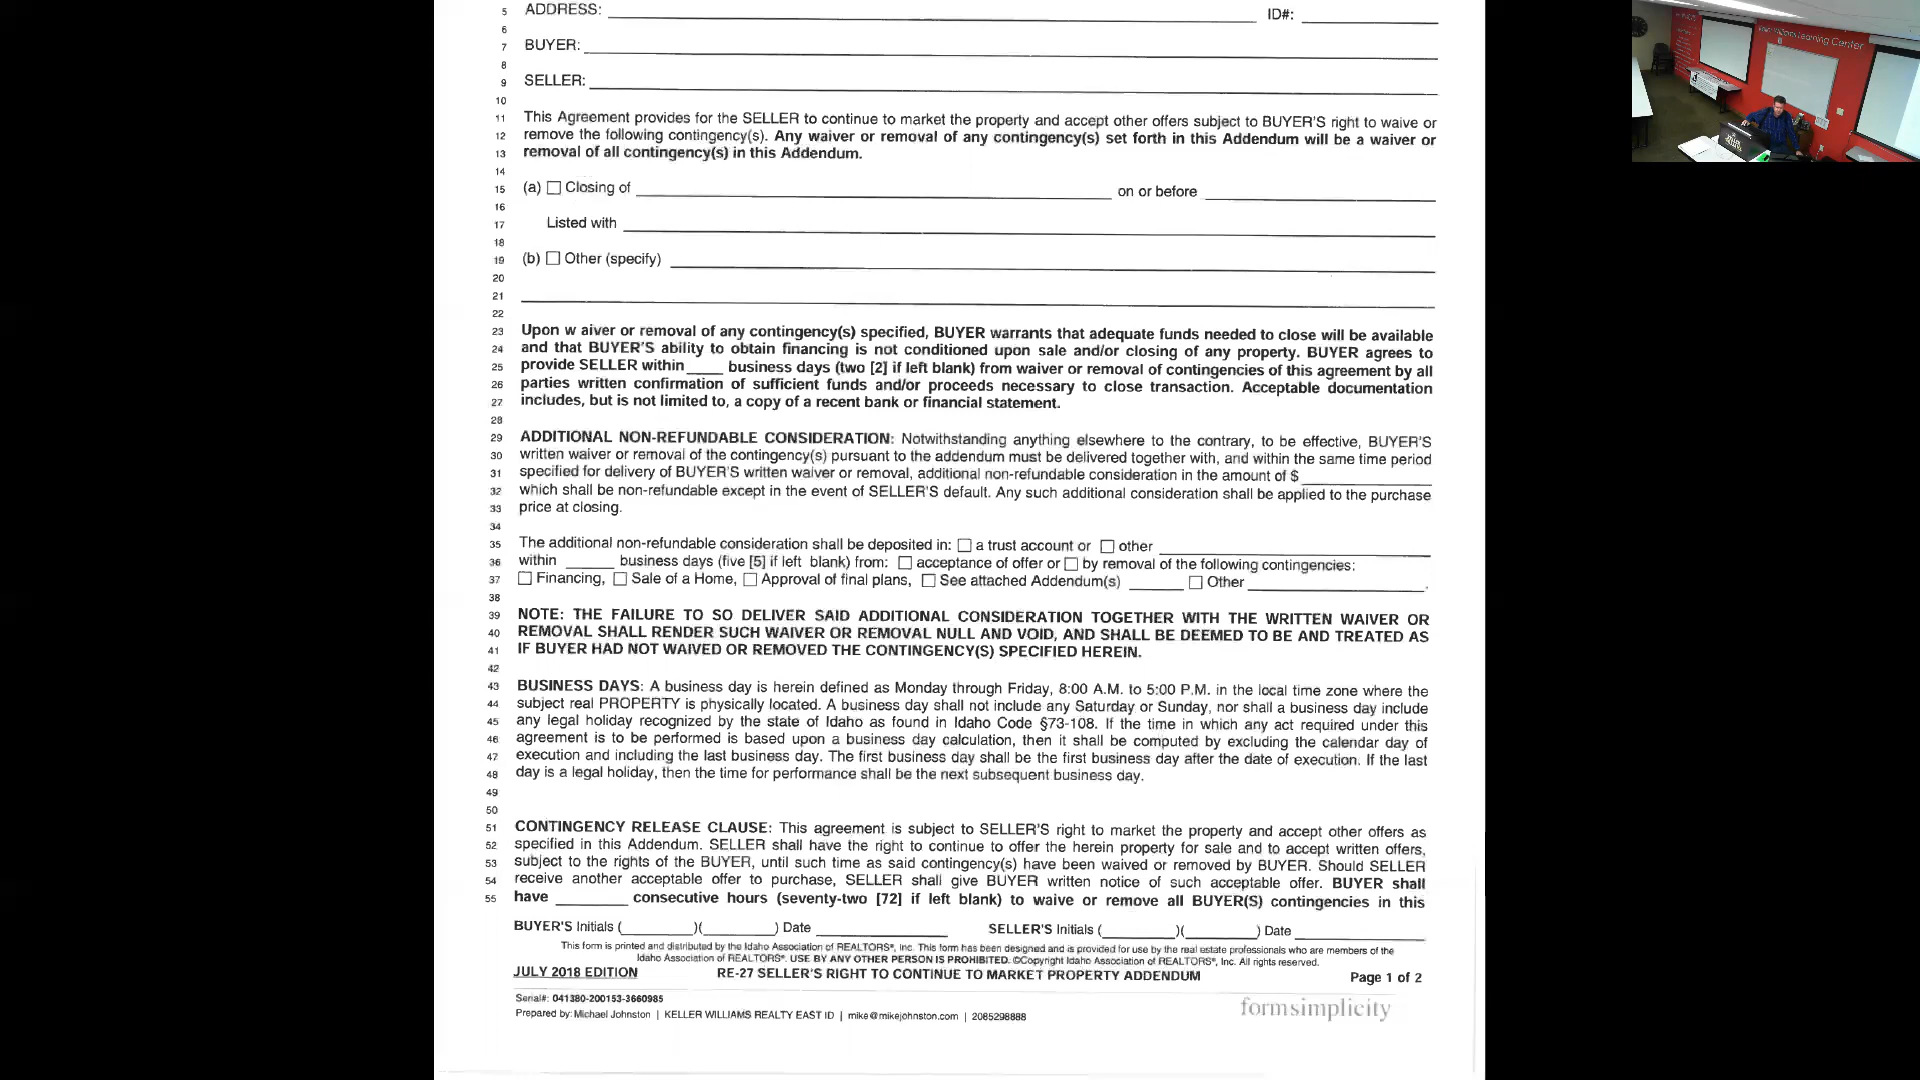 5 ADDRESS: ID#:
6
7 BUYER:
8
9 SELLER:
10
11 This Agreement provides for the SELLER to continue to market the property and accept other offers subject to BUYER'S right to waive or
12 remove the following contingency(s). Any waiver or removal of any contingency(s) set forth in this Addendum will be a waiver or
13 removal of all contingency(s) in this Addendum.
14
15 (a) ☐ Closing of ____ on or before ____
16
17 Listed with
18
19 (b) ☐ Other (specify)
20
21
22
23 Upon w aiver or removal of any contingency(s) specified, BUYER warrants that adequate funds needed to close will be available
24 and that BUYER'S ability to obtain financing is not conditioned upon sale and/or closing of any property. BUYER agrees to
25 provide SELLER within ____ business days (two [2] if left blank) from waiver or removal of contingencies of this agreement by all
26 parties written confirmation of sufficient funds and/or proceeds necessary to close transaction. Acceptable documentation
27 includes, but is not limited to, a copy of a recent bank or financial statement.
28
29 ADDITIONAL NON-REFUNDABLE CONSIDERATION: Notwithstanding anything elsewhere to the contrary, to be effective, BUYER'S
30 written waiver or removal of the contingency(s) pursuant to the addendum must be delivered together with, and within the same time period
31 specified for delivery of BUYER'S written waiver or removal, additional non-refundable consideration in the amount of $ ____
32 which shall be non-refundable except in the event of SELLER'S default. Any such additional consideration shall be applied to the purchase
33 price at closing.
34
35 The additional non-refundable consideration shall be deposited in: ☐ a trust account or ☐ other ____
36 within ____ business days (five [5] if left blank) from: ☐ acceptance of offer or ☐ by removal of the following contingencies:
37 ☐ Financing, ☐ Sale of a Home, ☐ Approval of final plans, ☐ See attached Addendum(s) ____ ☐ Other ____.
38
39 NOTE: THE FAILURE TO SO DELIVER SAID ADDITIONAL CONSIDERATION TOGETHER WITH THE WRITTEN WAIVER OR
40 REMOVAL SHALL RENDER SUCH WAIVER OR REMOVAL NULL AND VOID, AND SHALL BE DEEMED TO BE AND TREATED AS
41 IF BUYER HAD NOT WAIVED OR REMOVED THE CONTINGENCY(S) SPECIFIED HEREIN.
42
43 BUSINESS DAYS: A business day is herein defined as Monday through Friday, 8:00 A.M. to 5:00 P.M. in the local time zone where the
44 subject real PROPERTY is physically located. A business day shall not include any Saturday or Sunday, nor shall a business day include
45 any legal holiday recognized by the state of Idaho as found in Idaho Code §73-108. If the time in which any act required under this
46 agreement is to be performed is based upon a business day calculation, then it shall be computed by excluding the calendar day of
47 execution and including the last business day. The first business day shall be the first business day after the date of execution. If the last
48 day is a legal holiday, then the time for performance shall be the next subsequent business day.
49
50
51 CONTINGENCY RELEASE CLAUSE: This agreement is subject to SELLER'S right to market the property and accept other offers as
52 specified in this Addendum. SELLER shall have the right to continue to offer the herein property for sale and to accept written offers,
53 subject to the rights of the BUYER, until such time as said contingency(s) have been waived or removed by BUYER. Should SELLER
54 receive another acceptable offer to purchase, SELLER shall give BUYER written notice of such acceptable offer. BUYER shall
55 have ____ consecutive hours (seventy-two [72] if left blank) to waive or remove all BUYER(S) contingencies in this
BUYER'S Initials (____)(____) Date ____ SELLER'S Initials (____)(____) Date ____
This form is printed and distributed by the Idaho Association of REALTORS®, Inc. This form has been designed and is provided for use by the real estate professionals who are members of the
Idaho Association of REALTORS®. USE BY ANY OTHER PERSON IS PROHIBITED. ©Copyright Idaho Association of REALTORS®, Inc. All rights reserved.
JULY 2018 EDITION RE-27 SELLER'S RIGHT TO CONTINUE TO MARKET PROPERTY ADDENDUM Page 1 of 2
Serial#: 041380-200153-3660985
Prepared by: Michael Johnston | KELLER WILLIAMS REALTY EAST ID | mike@mikejohnston.com | 2085298888
formsimplicity
Learning Center